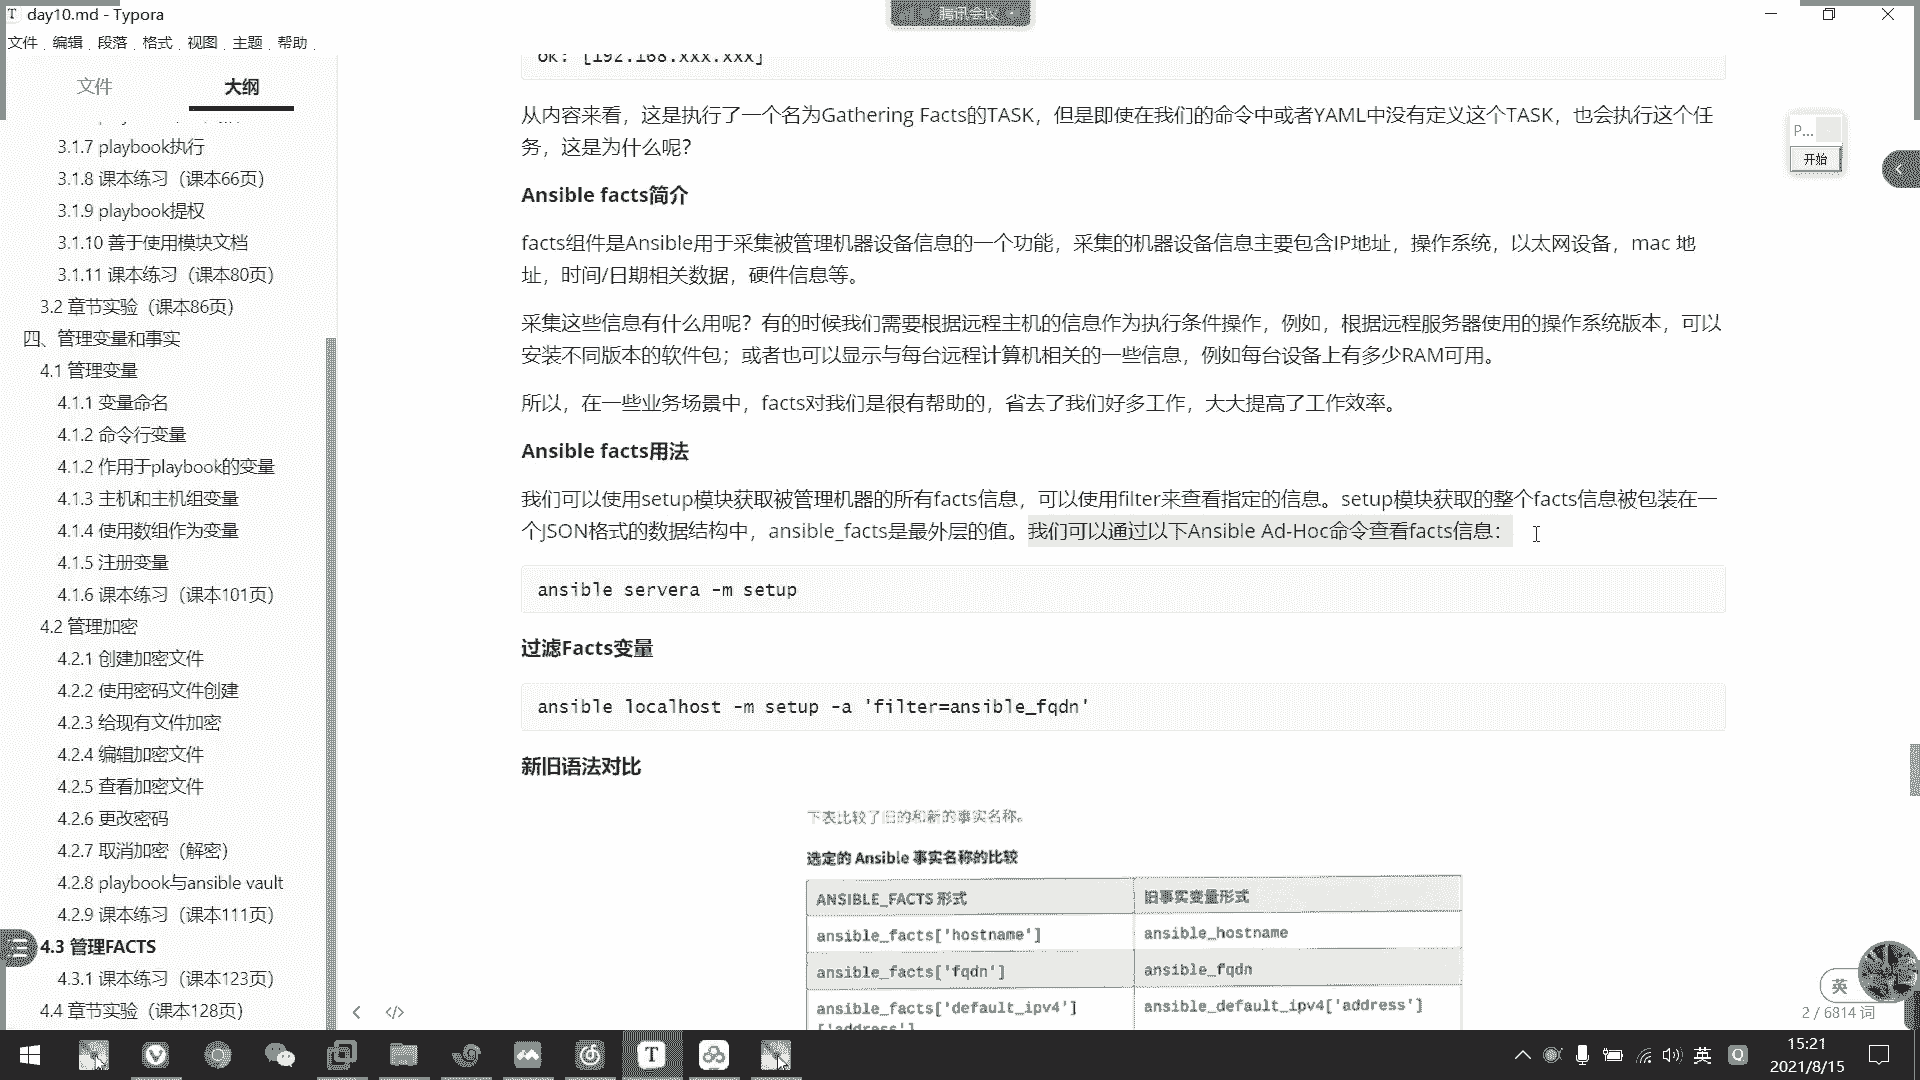 day10.md - Typora
腾讯会议
文件 编辑 段落 格式 视图 主题 帮助
文件 大纲
3.1.7 playbook执行
3.1.8 课本练习（课本66页）
3.1.9 playbook提权
3.1.10 善于使用模块文档
3.1.11 课本练习（课本80页）
3.2 章节实验（课本86页）
四、管理变量和事实
4.1 管理变量
4.1.1 变量命名
4.1.2 命令行变量
4.1.2 作用于playbook的变量
4.1.3 主机和主机组变量
4.1.4 使用数组作为变量
4.1.5 注册变量
4.1.6 课本练习（课本101页）
4.2 管理加密
4.2.1 创建加密文件
4.2.2 使用密码文件创建
4.2.3 给现有文件加密
4.2.4 编辑加密文件
4.2.5 查看加密文件
4.2.6 更改密码
4.2.7 取消加密（解密）
4.2.8 playbook与ansible vault
4.2.9 课本练习（课本111页）
4.3 管理FACTS
4.3.1 课本练习（课本123页）
4.4 章节实验（课本128页）
ok: [192.168.xxx.xxx]
从内容来看，这是执行了一个名为Gathering Facts的TASK，但是即使在我们的命令中或者YAML中没有定义这个TASK，也会执行这个任
务，这是为什么呢？
Ansible facts简介
facts组件是Ansible用于采集被管理机器设备信息的一个功能，采集的机器设备信息主要包含IP地址，操作系统，以太网设备，mac 地
址，时间/日期相关数据，硬件信息等。
采集这些信息有什么用呢？有的时候我们需要根据远程主机的信息作为执行条件操作，例如，根据远程服务器使用的操作系统版本，可以
安装不同版本的软件包；或者也可以显示与每台远程计算机相关的一些信息，例如每台设备上有多少RAM可用。
所以，在一些业务场景中，facts对我们是很有帮助的，省去了我们好多工作，大大提高了工作效率。
Ansible facts用法
我们可以使用setup模块获取被管理机器的所有facts信息，可以使用filter来查看指定的信息。setup模块获取的整个facts信息被包装在一
个JSON格式的数据结构中，ansible_facts是最外层的值。我们可以通过以下Ansible Ad-Hoc命令查看facts信息：
ansible servera -m setup
过滤Facts变量
ansible localhost -m setup -a 'filter=ansible_fqdn'
新旧语法对比
下表比较了旧的和新的事实名称。
选定的 Ansible 事实名称的比较
ANSIBLE_FACTS 形式 旧事实变量形式
ansible_facts['hostname'] ansible_hostname
ansible_facts['fqdn'] ansible_fqdn
ansible_facts['default_ipv4'] ansible_default_ipv4['address']
['address']
P...
开始
英
2 / 6814 词
英
15:21
2021/8/15